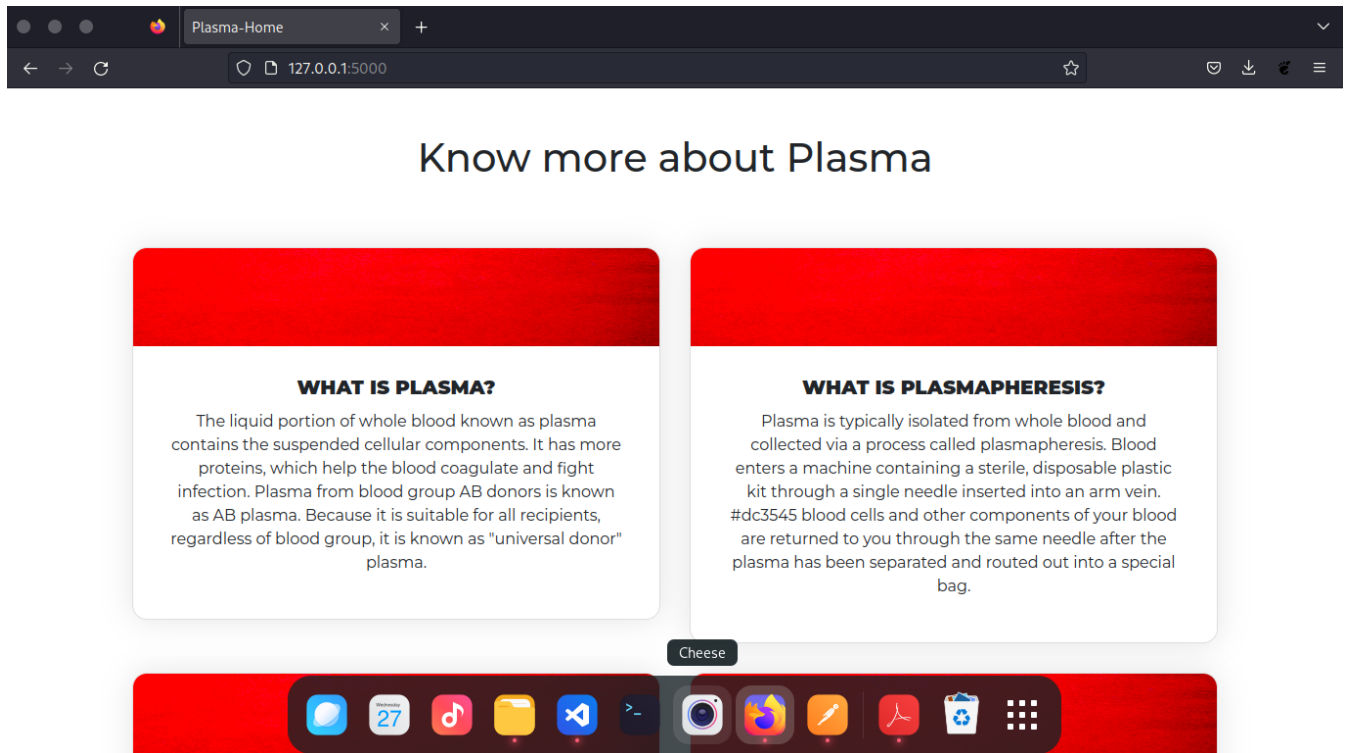 Plasma-Home
127.0.0.1:5000
Know more about Plasma
WHAT IS PLASMA?
The liquid portion of whole blood known as plasma
contains the suspended cellular components. It has more
proteins, which help the blood coagulate and fight
infection. Plasma from blood group AB donors is known
as AB plasma. Because it is suitable for all recipients,
regardless of blood group, it is known as "universal donor"
plasma.
WHAT IS PLASMAPHERESIS?
Plasma is typically isolated from whole blood and
collected via a process called plasmapheresis. Blood
enters a machine containing a sterile, disposable plastic
kit through a single needle inserted into an arm vein.
#dc3545 blood cells and other components of your blood
are returned to you through the same needle after the
plasma has been separated and routed out into a special
bag.
Cheese
Wednesday
27
>_